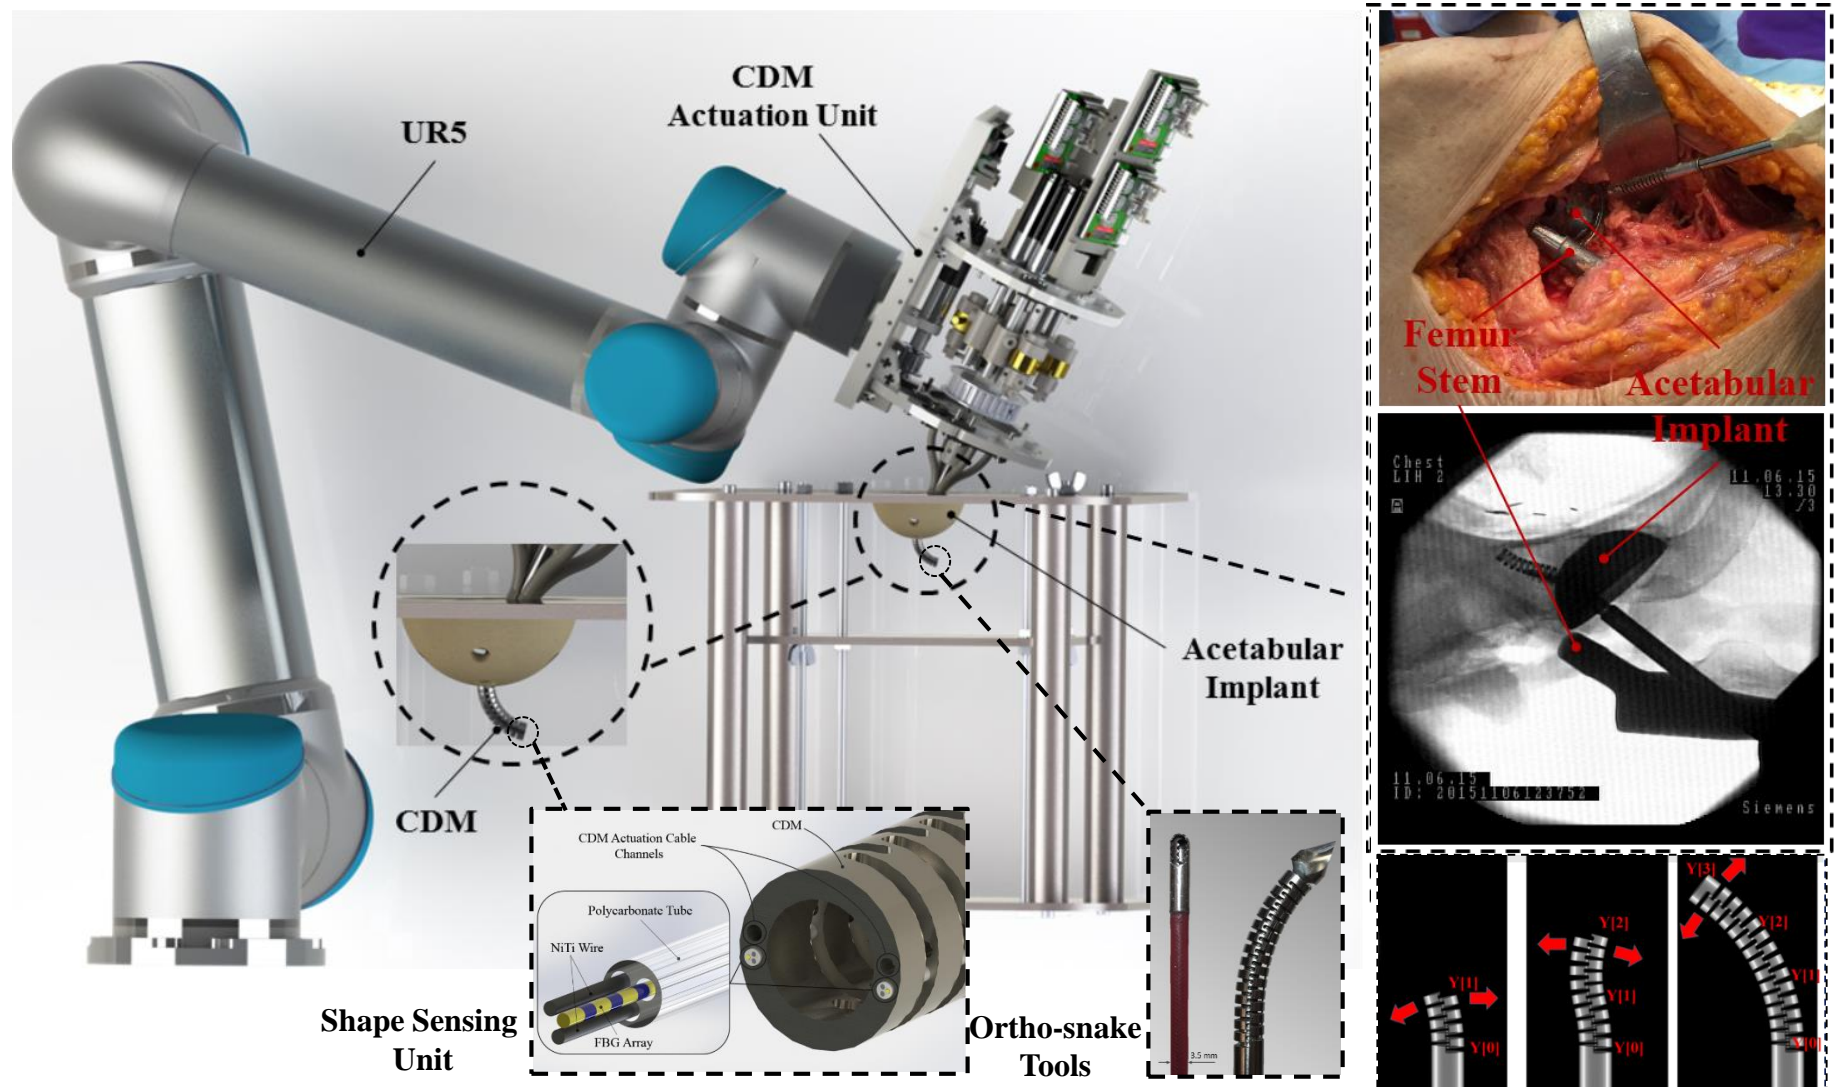 UR5
CDM
Actuation Unit
CDM
Acetabular
Implant
Shape Sensing
Unit
CDM Actuation Cable
Channels
CDM
Polycarbonate Tube
NiTi Wire
FBG Array
Ortho-snake
Tools
3.5 mm
Femur
Stem
Acetabular
Implant
Chest
LIH 2
A
11.06.15
13.30
/3
11.06.15
ID: 20151106123752
Siemens
Y[1]
Y[0]
Y[2]
Y[1]
Y[0]
Y[3]
Y[2]
Y[1]
Y[0]